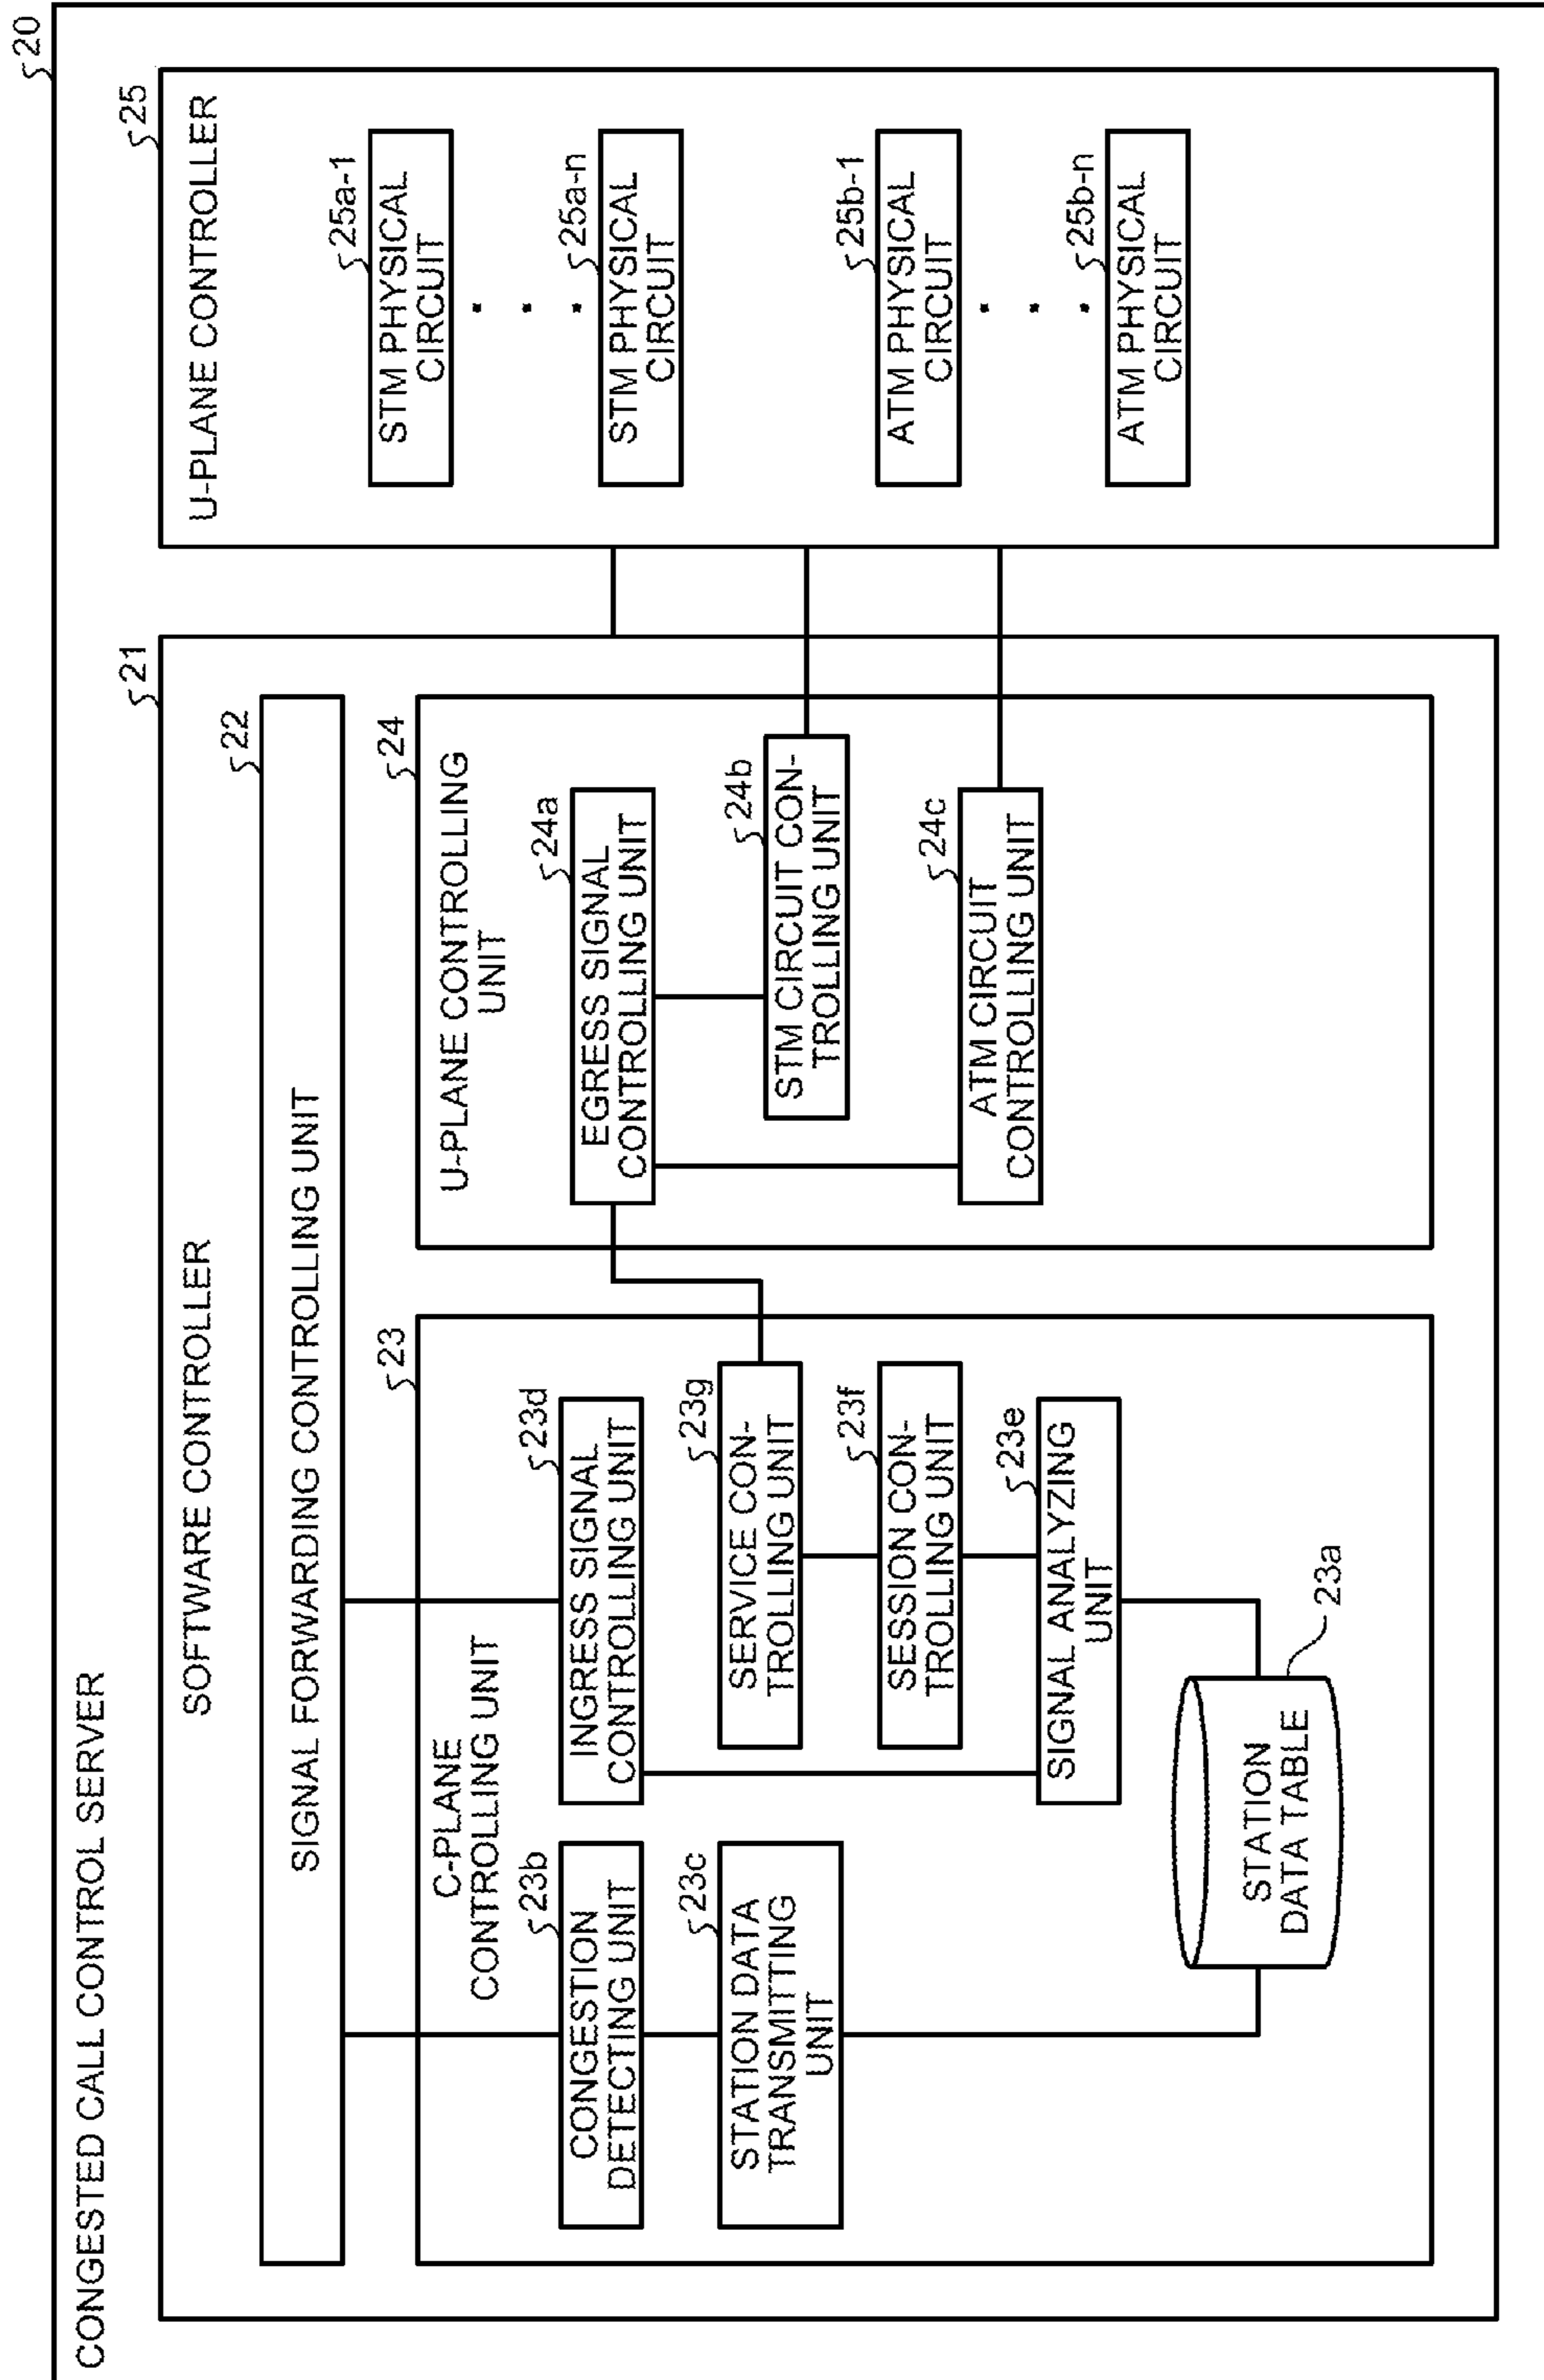 CONGESTED CALL CONTROL SERVER
20
SOFTWARE CONTROLLER
21
SIGNAL FORWARDING CONTROLLING UNIT
22
C-PLANE
CONTROLLING UNIT
23
CONGESTION
DETECTING UNIT
23b
STATION DATA
TRANSMITTING
UNIT
23c
INGRESS SIGNAL
CONTROLLING UNIT
23d
SERVICE CON-
TROLLING UNIT
23g
SESSION CON-
TROLLING UNIT
23f
SIGNAL ANALYZING
UNIT
23e
STATION
DATA TABLE
23a
U-PLANE CONTROLLING
UNIT
24
EGRESS SIGNAL
CONTROLLING UNIT
24a
STM CIRCUIT CON-
TROLLING UNIT
24b
ATM CIRCUIT
CONTROLLING UNIT
24c
U-PLANE CONTROLLER
25
STM PHYSICAL
CIRCUIT
25a-1
STM PHYSICAL
CIRCUIT
25a-n
ATM PHYSICAL
CIRCUIT
25b-1
ATM PHYSICAL
CIRCUIT
25b-n